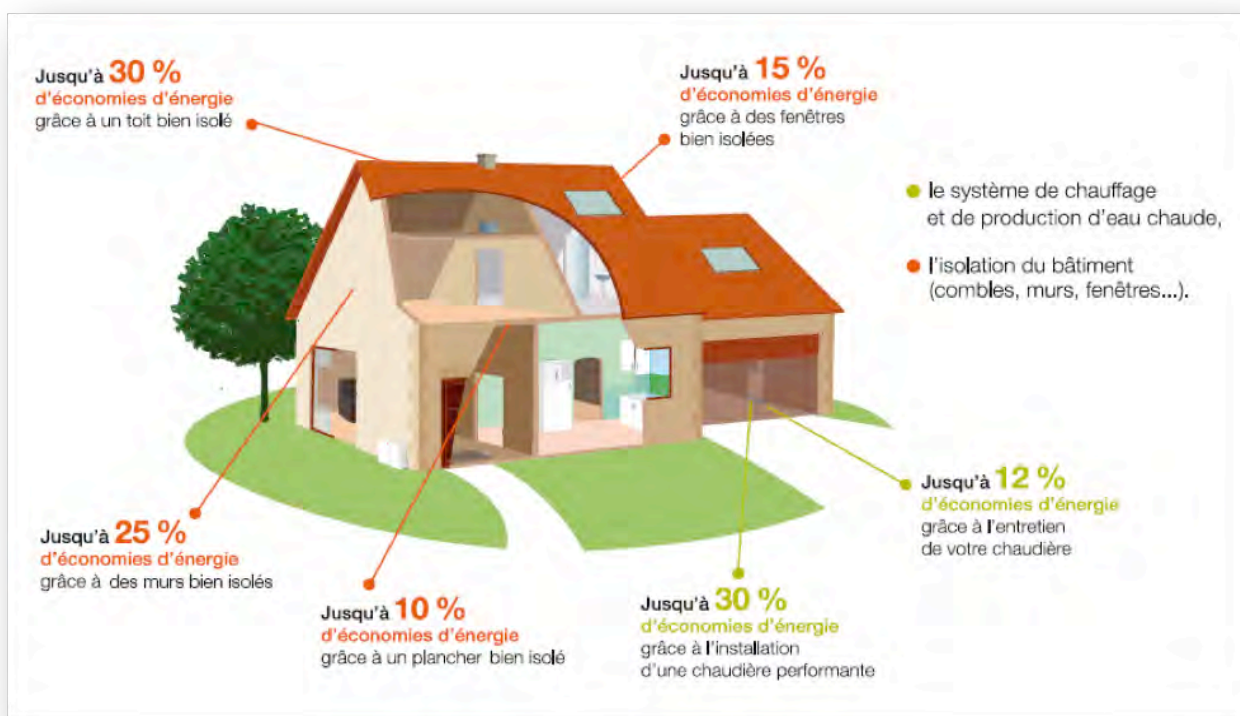 Jusqu'à 30 %
d'économies d'énergie
grâce à un toit bien isolé
Jusqu'à 15 %
d'économies d'énergie
grâce à des fenêtres
bien isolées
le système de chauffage
et de production d'eau chaude,
l'isolation du bâtiment
(combles, murs, fenêtres...).
Jusqu'à 25 %
d'économies d'énergie
grâce à des murs bien isolés
Jusqu'à 10 %
d'économies d'énergie
grâce à un plancher bien isolé
Jusqu'à 30 %
d'économies d'énergie
grâce à l'installation
d'une chaudière performante
Jusqu'à 12 %
d'économies d'énergie
grâce à l'entretien
de votre chaudière